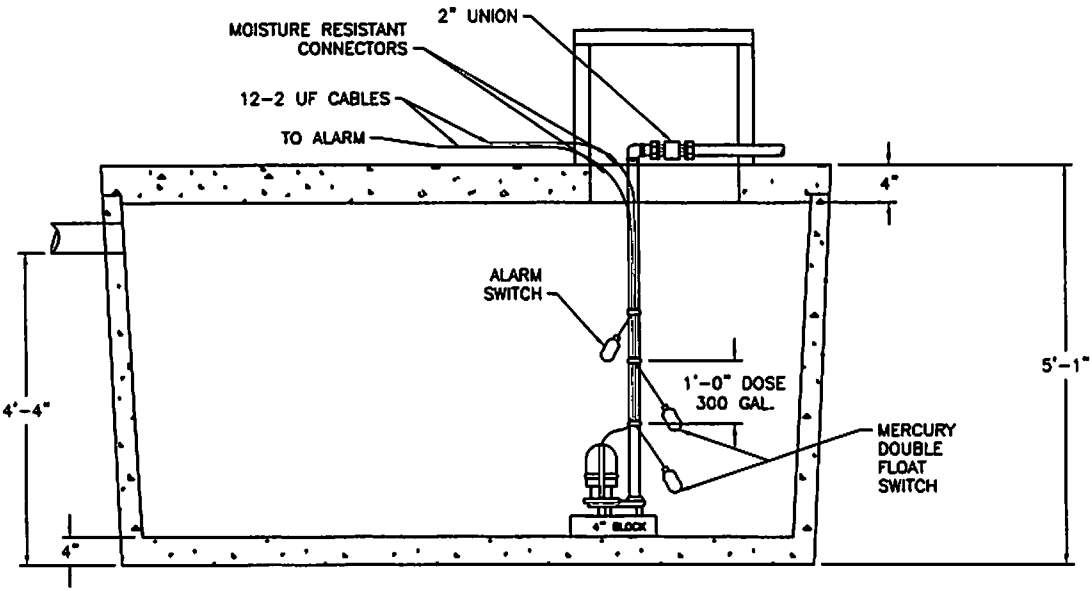 2" UNION
MOISTURE RESISTANT
CONNECTORS
12-2 UF CABLES
TO ALARM
4"
ALARM
SWITCH
1'-0" DOSE
300 GAL.
5'-1"
4'-4"
MERCURY
DOUBLE
FLOAT
SWITCH
4" BLOCK
4"